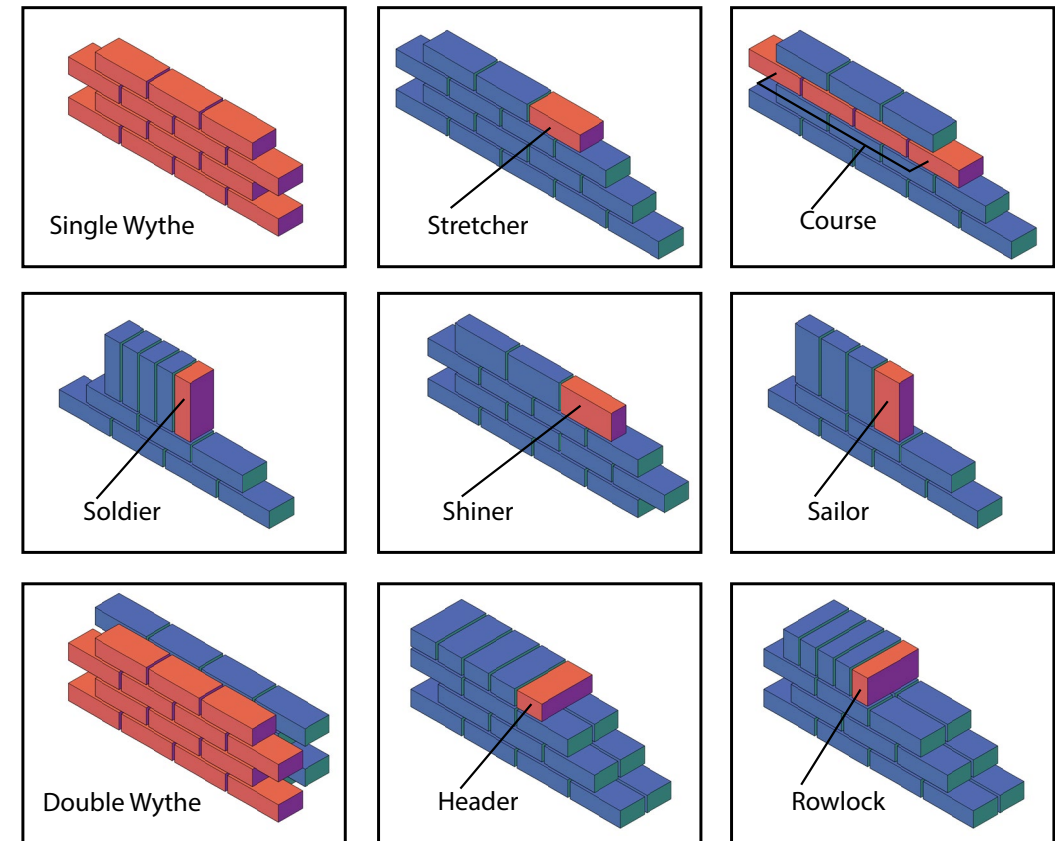 Single Wythe
Stretcher
Course
Soldier
Shiner
Sailor
Double Wythe
Header
Rowlock